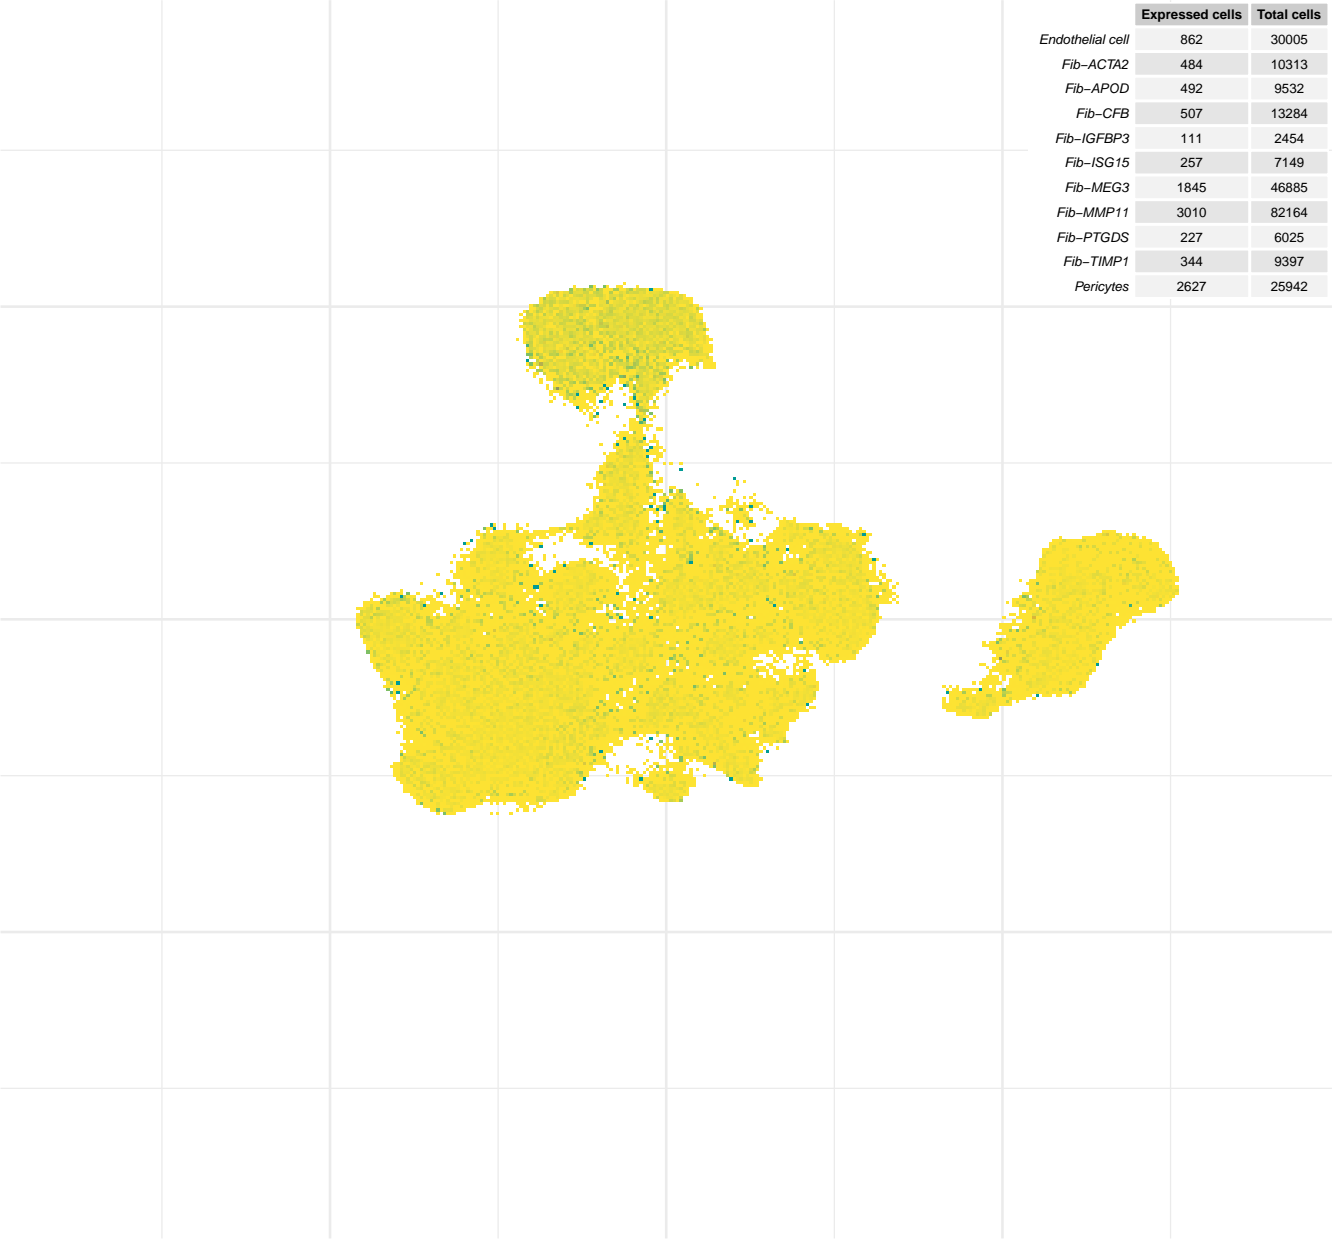 Expressed cells Total cells
Endothelial cell 862 30005
Fib−ACTA2 484 10313
Fib−APOD 492 9532
Fib−CFB 507 13284
Fib−IGFBP3 111 2454
Fib−ISG15 257 7149
Fib−MEG3 1845 46885
Fib−MMP11 3010 82164
Fib−PTGDS 227 6025
Fib−TIMP1 344 9397
Pericytes 2627 25942